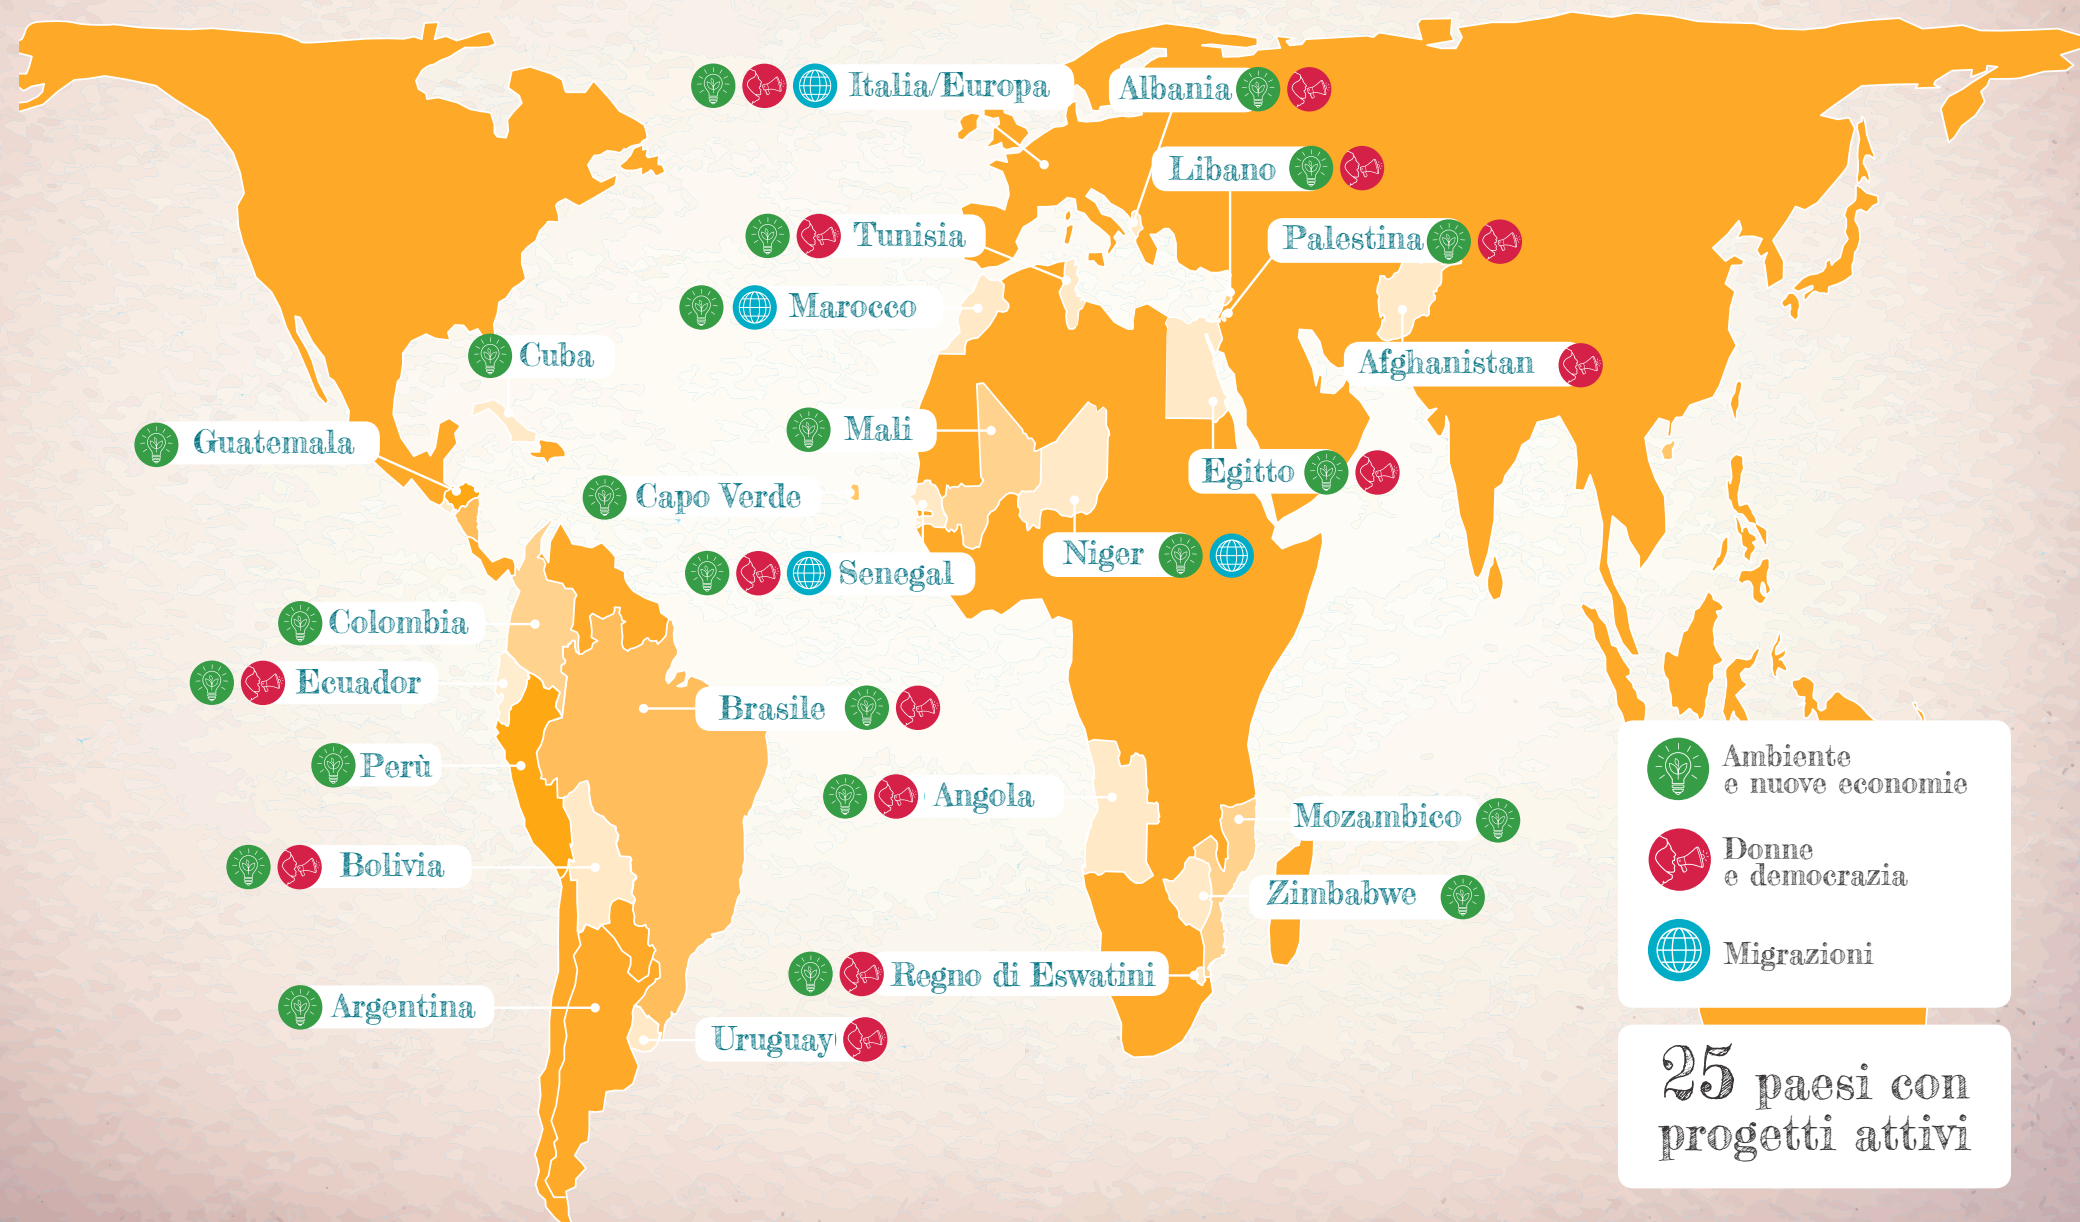 Italia/Europa
Albania
Libano
Tunisia
Palestina
Marocco
Cuba
Afghanistan
Guatemala
Mali
Egitto
Capo Verde
Niger
Senegal
Colombia
Ecuador
Brasile
Perù
Angola
Mozambico
Bolivia
Zimbabwe
Regno di Eswatini
Argentina
Uruguay
Ambiente
e nuove economie
Donne
e democrazia
Migrazioni
25 paesi con
progetti attivi